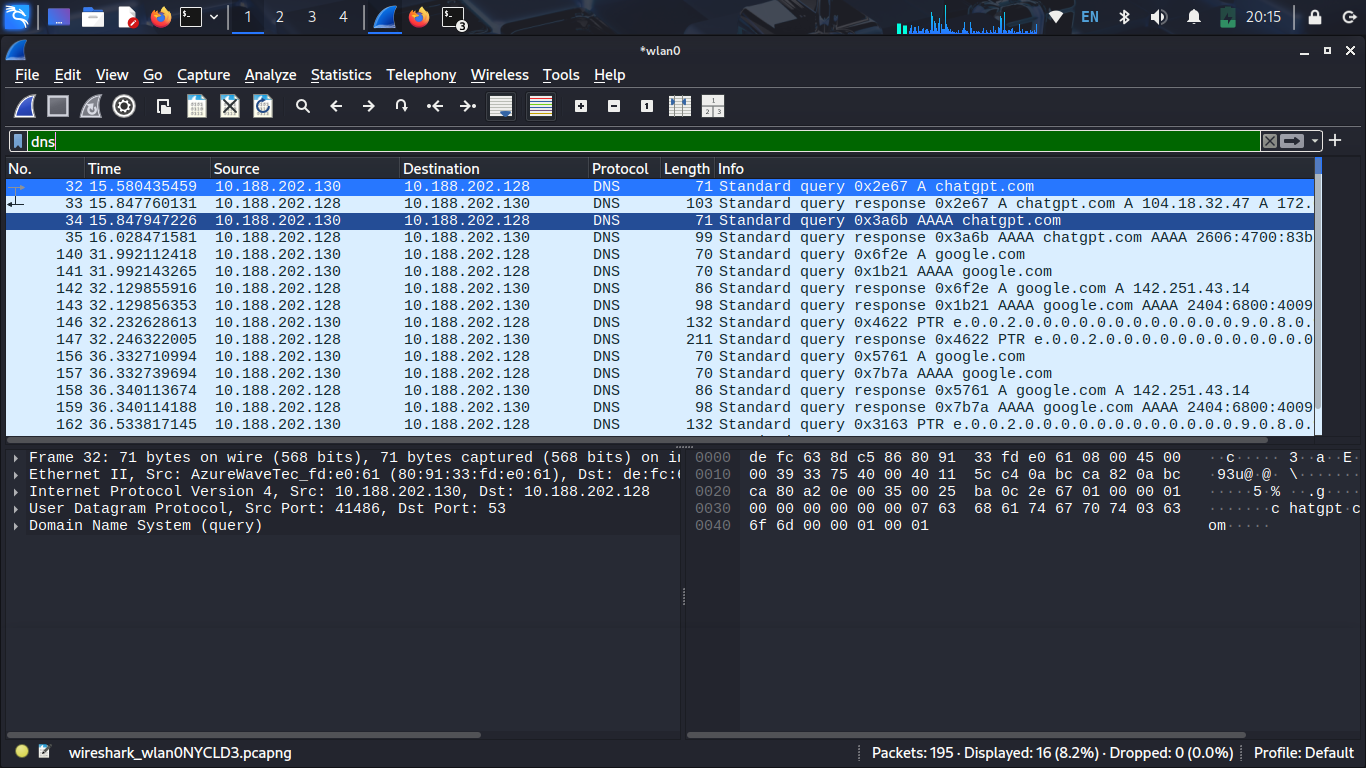 1 2 3 4 3 EN 20:15
*wlan0
File Edit View Go Capture Analyze Statistics Telephony Wireless Tools Help
dns
No. Time Source Destination Protocol Length Info
32 15.580435459 10.188.202.130 10.188.202.128 DNS 71 Standard query 0x2e67 A chatgpt.com
33 15.847760131 10.188.202.128 10.188.202.130 DNS 103 Standard query response 0x2e67 A chatgpt.com A 104.18.32.47 A 172.
34 15.847947226 10.188.202.130 10.188.202.128 DNS 71 Standard query 0x3a6b AAAA chatgpt.com
35 16.028471581 10.188.202.128 10.188.202.130 DNS 99 Standard query response 0x3a6b AAAA chatgpt.com AAAA 2606:4700:83b
140 31.992112418 10.188.202.130 10.188.202.128 DNS 70 Standard query 0x6f2e A google.com
141 31.992143265 10.188.202.130 10.188.202.128 DNS 70 Standard query 0x1b21 AAAA google.com
142 32.129855916 10.188.202.128 10.188.202.130 DNS 86 Standard query response 0x6f2e A google.com A 142.251.43.14
143 32.129856353 10.188.202.128 10.188.202.130 DNS 98 Standard query response 0x1b21 AAAA google.com AAAA 2404:6800:4009
146 32.232628613 10.188.202.130 10.188.202.128 DNS 132 Standard query 0x4622 PTR e.0.0.2.0.0.0.0.0.0.0.0.0.0.0.0.9.0.8.0.
147 32.246322005 10.188.202.128 10.188.202.130 DNS 211 Standard query response 0x4622 PTR e.0.0.2.0.0.0.0.0.0.0.0.0.0.0
156 36.332710994 10.188.202.130 10.188.202.128 DNS 70 Standard query 0x5761 A google.com
157 36.332739694 10.188.202.130 10.188.202.128 DNS 70 Standard query 0x7b7a AAAA google.com
158 36.340113674 10.188.202.128 10.188.202.130 DNS 86 Standard query response 0x5761 A google.com A 142.251.43.14
159 36.340114188 10.188.202.128 10.188.202.130 DNS 98 Standard query response 0x7b7a AAAA google.com AAAA 2404:6800:4009
162 36.533817145 10.188.202.130 10.188.202.128 DNS 132 Standard query 0x3163 PTR e.0.0.2.0.0.0.0.0.0.0.0.0.0.0.0.9.0.8.0.
Frame 32: 71 bytes on wire (568 bits), 71 bytes captured (568 bits) on in
Ethernet II, Src: AzureWaveTec_fd:e0:61 (80:91:33:fd:e0:61), Dst: de:fc:6
Internet Protocol Version 4, Src: 10.188.202.130, Dst: 10.188.202.128
User Datagram Protocol, Src Port: 41486, Dst Port: 53
Domain Name System (query)
0000 de fc 63 8d c5 86 80 91 33 fd e0 61 08 00 45 00 ··c····· 3··a··E·
0010 00 39 33 75 40 00 40 11 5c c4 0a bc ca 82 0a bc ·93u@·@· \·······
0020 ca 80 a2 0e 00 35 00 25 ba 0c 2e 67 01 00 00 01 ·····5·% ··.g····
0030 00 00 00 00 00 00 07 63 68 61 74 67 70 74 03 63 ·······c hatgpt·c
0040 6f 6d 00 00 01 00 01 om·····
wireshark_wlan0NYCLD3.pcapng Packets: 195 · Displayed: 16 (8.2%) · Dropped: 0 (0.0%) Profile: Default